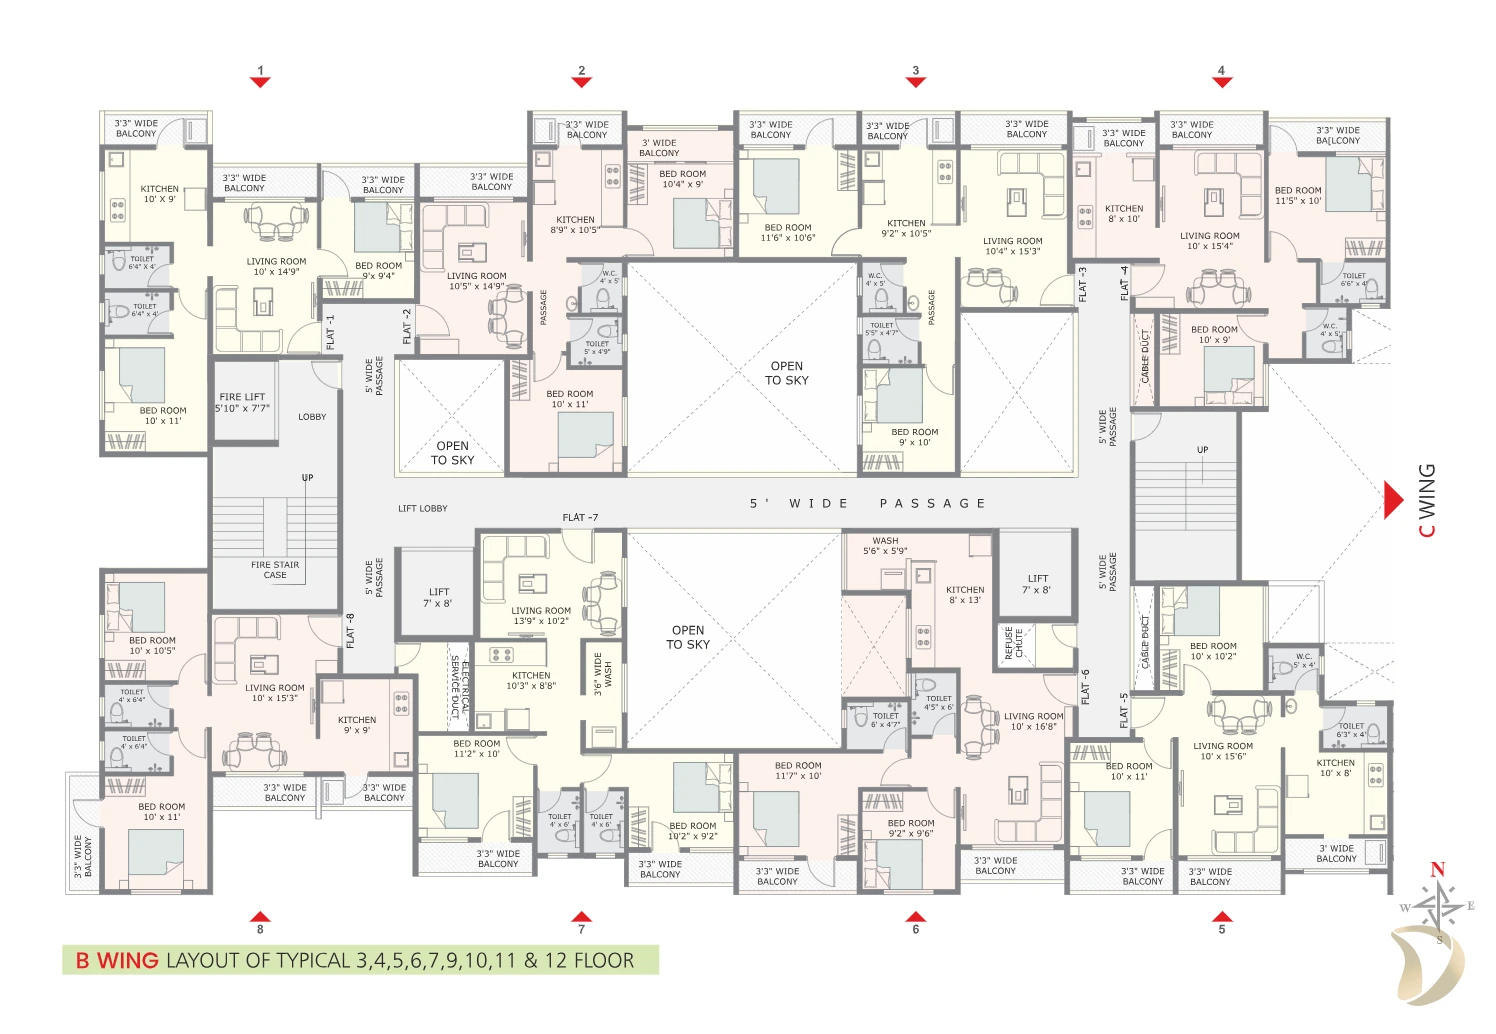 1
2
3
4
3'3" WIDE
BALCONY
3'3" WIDE
BALCONY
3'3" WIDE
BALCONY
3'3" WIDE
BALCONY
3'3" WIDE
BALCONY
3' WIDE
BALCONY
3'3" WIDE
BALCONY
3'3" WIDE
BALCONY
3'3" WIDE
BALCONY
3'3" WIDE
BALCONY
3'3" WIDE
BALCONY
3'3" WIDE
BA[LCONY
KITCHEN
10' X 9'
TOILET
6'4" X 4'
TOILET
6'4" x 4'
BED ROOM
10' x 11'
LIVING ROOM
10' x 14'9"
BED ROOM
9'x 9'4"
FLAT -1
FLAT -2
LIVING ROOM
10'5" x 14'9"
KITCHEN
8'9" x 10'5"
BED ROOM
10'4" x 9'
PASSAGE
W.C.
4' x 5'
TOILET
5' x 4'9"
BED ROOM
10' x 11'
OPEN
TO SKY
OPEN
TO SKY
BED ROOM
11'6" x 10'6"
KITCHEN
9'2" x 10'5"
LIVING ROOM
10'4" x 15'3"
W.C.
4' x 5'
PASSAGE
TOILET
5'5" x 4'7"
BED ROOM
9' x 10'
FLAT -3
FLAT -4
KITCHEN
8' x 10'
LIVING ROOM
10' x 15'4"
BED ROOM
11'5" x 10'
TOILET
6'6" x 4'
W.C.
4' x 5'
BED ROOM
10' x 9'
CABLE DUCT
5' WIDE
PASSAGE
5' WIDE
PASSAGE
FIRE LIFT
5'10" x 7'7"
LOBBY
UP
FIRE STAIR
CASE
LIFT LOBBY
5' WIDE PASSAGE
UP
C WING
5' WIDE
PASSAGE
5' WIDE
PASSAGE
LIFT
7' x 8'
FLAT -7
LIVING ROOM
13'9" x 10'2"
KITCHEN
10'3" x 8'8"
3'6" WIDE
WASH
ELECTRICAL
SERVICE DUCT
BED ROOM
11'2" x 10'
TOILET
4' x 6'
TOILET
4' x 6'
BED ROOM
10'2" x 9'2"
OPEN
TO SKY
WASH
5'6" x 5'9"
KITCHEN
8' x 13'
LIFT
7' x 8'
REFUSE
CHUTE
TOILET
4'5" x 6'
TOILET
6' x 4'7"
LIVING ROOM
10' x 16'8"
BED ROOM
11'7" x 10'
BED ROOM
9'2" x 9'6"
FLAT -6
FLAT -5
CABLE DUCT
BED ROOM
10' x 10'2"
W.C.
5' x 4'
LIVING ROOM
10' x 15'6"
TOILET
6'3" x 4'
KITCHEN
10' x 8'
BED ROOM
10' x 11'
BED ROOM
10' x 10'5"
TOILET
4' x 6'4"
TOILET
4' x 6'4"
BED ROOM
10' x 11'
FLAT -8
LIVING ROOM
10' x 15'3"
KITCHEN
9' x 9'
3'3" WIDE
BALCONY
3'3" WIDE
BALCONY
3'3" WIDE
BALCONY
3'3" WIDE
BALCONY
3'3" WIDE
BALCONY
3'3" WIDE
BALCONY
3'3" WIDE
BALCONY
3'3" WIDE
BALCONY
3'3" WIDE
BALCONY
3' WIDE
BALCONY
8
7
6
5
N
W
E
S
B WING LAYOUT OF TYPICAL 3,4,5,6,7,9,10,11 & 12 FLOOR